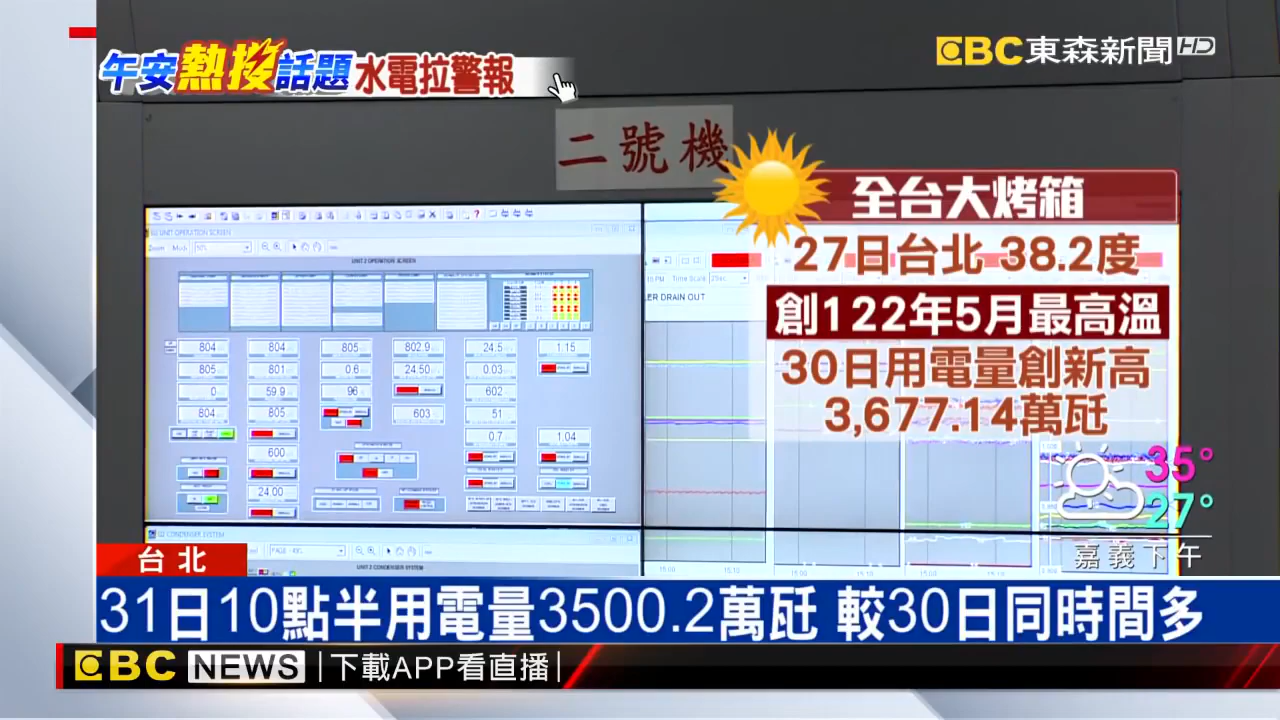 午安熱搜話題 水電拉警報
EBC 東森新聞 HD
二號機
全台大烤箱
27日台北 38.2度
創122年5月最高溫
30日用電量創新高
3,677.14萬瓩
UNIT 2 OPERATION SCREEN
804 804 805 802.9 24.5 1.15
805 801 0.6 24.50 0.03
0 59.9 96 602
804 805 603 51
0.7 1.04
600
24.00
ER DRAIN OUT
UNIT 2 CONDENSER SYSTEM
35°
27°
嘉義下午
台北
31日10點半用電量3500.2萬瓩 較30日同時間多
EBC NEWS 下載APP看直播